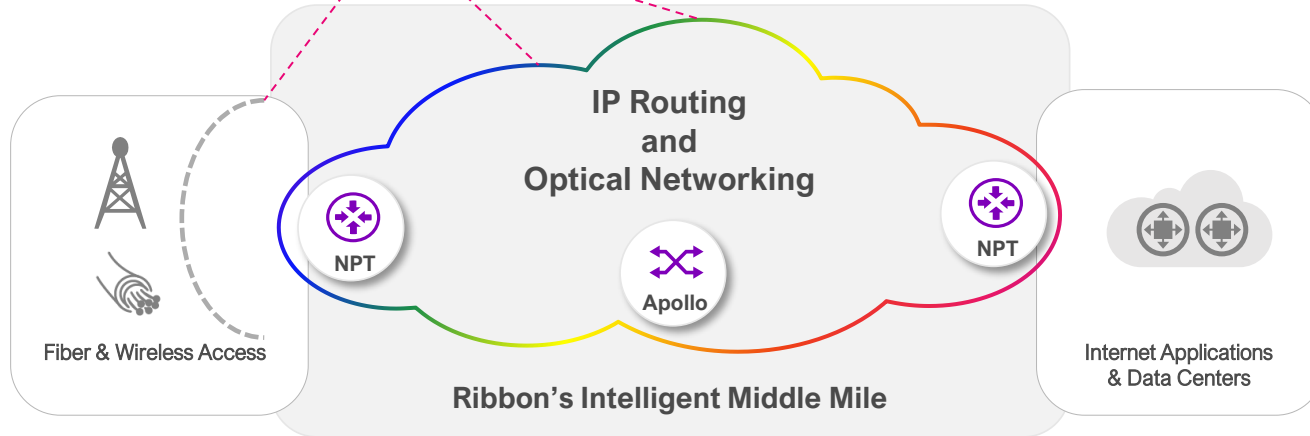 IP Routing
and
Optical Networking
NPT
NPT
Apollo
Fiber & Wireless Access
Internet Applications
& Data Centers
Ribbon’s Intelligent Middle Mile